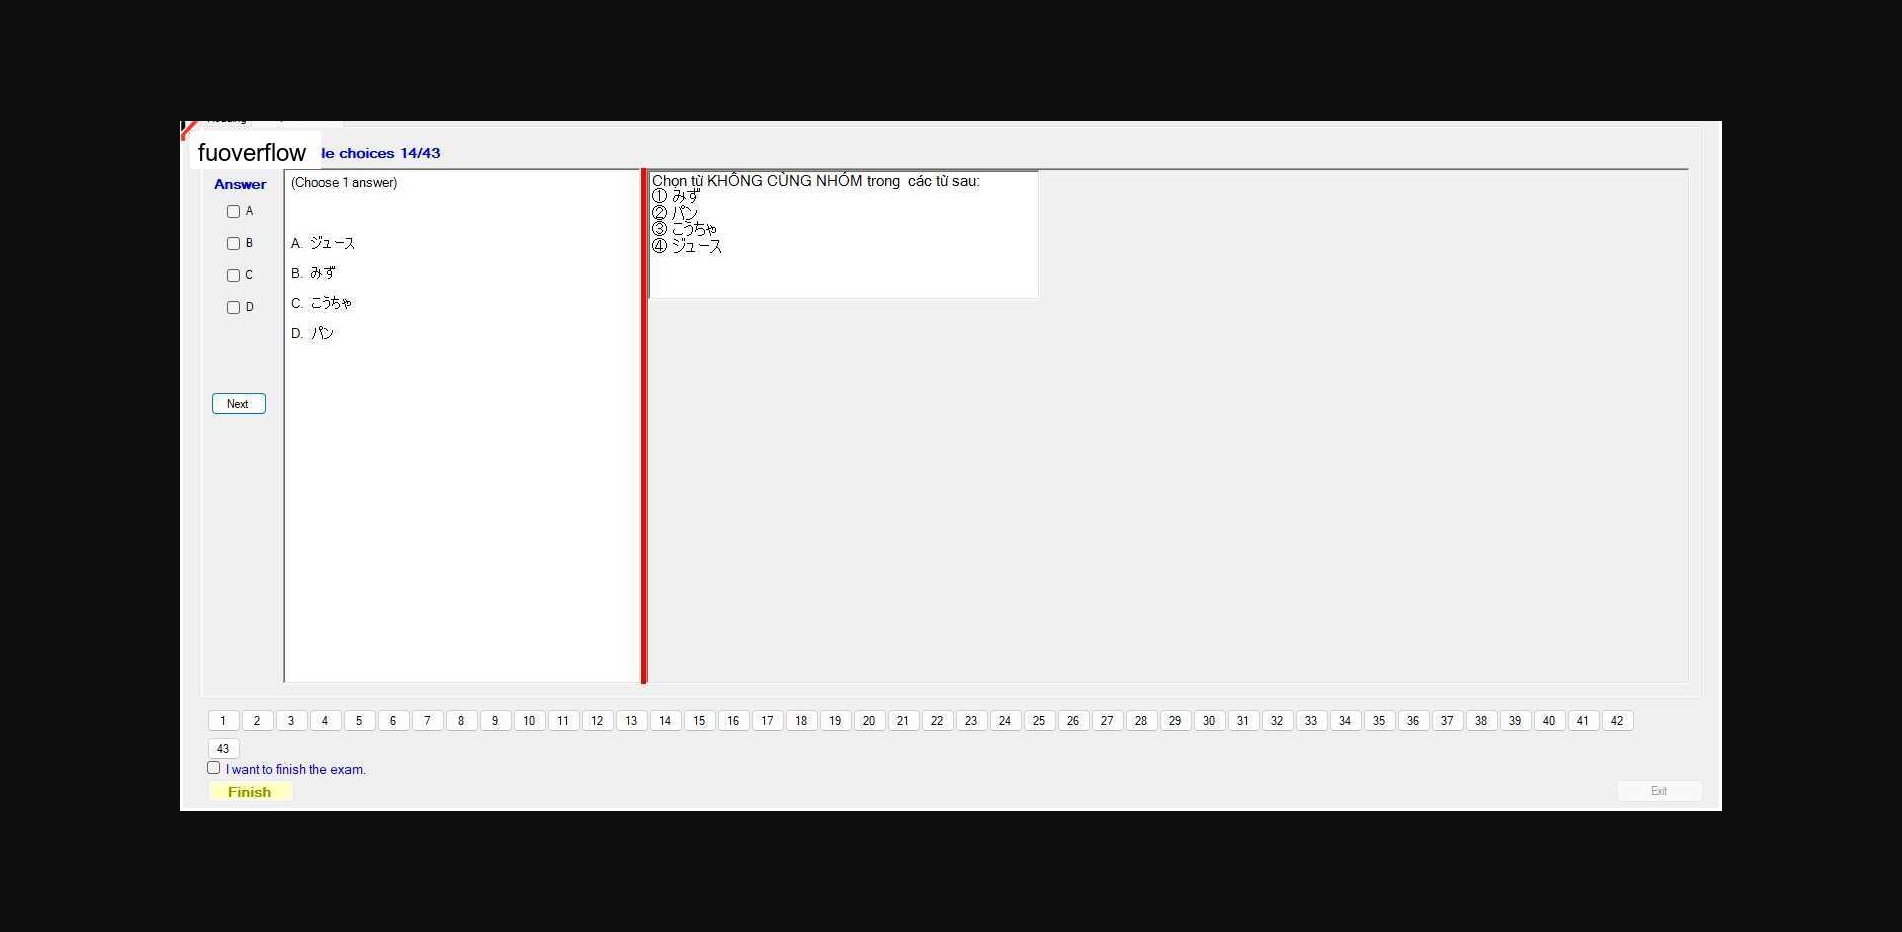 fuoverflow
le choices 14/43
Answer
(Choose 1 answer)
A
B
C
D
A. ジュース
B. みず
C. こうちゃ
D. パン
Next
Chọn từ KHÔNG CÙNG NHÓM trong các từ sau:
① みず
② パン
③ こうちゃ
④ ジュース
1 2 3 4 5 6 7 8 9 10 11 12 13 14 15 16 17 18 19 20 21 22 23 24 25 26 27 28 29 30 31 32 33 34 35 36 37 38 39 40 41 42
43
I want to finish the exam.
Finish
Exit